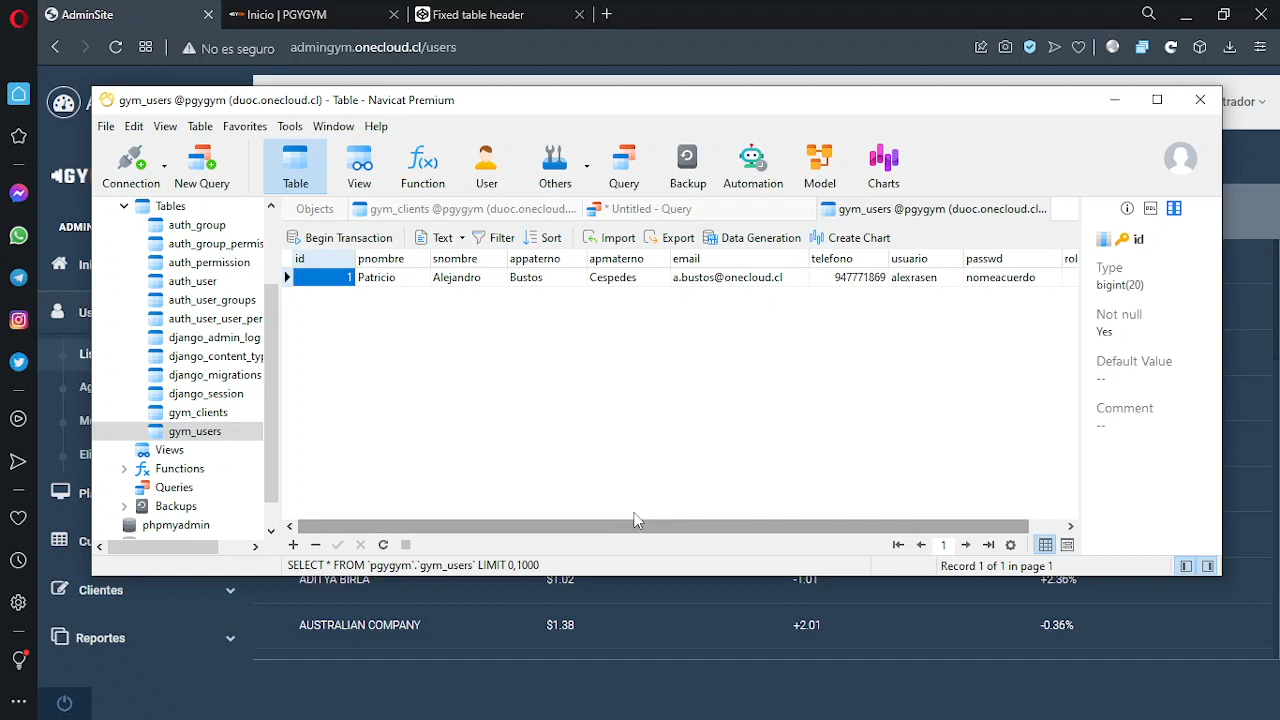 AdminSite
Inicio | PGYGYM
Fixed table header
No es seguro
admingym.onecloud.cl/users
trador
gym_users @pgygym (duoc.onecloud.cl) - Table - Navicat Premium
File Edit View Table Favorites Tools Window Help
Connection New Query Table View Function User Others Query Backup Automation Model Charts
Tables
auth_group
auth_group_permis
auth_permission
auth_user
auth_user_groups
auth_user_user_per
django_admin_log
django_content_typ
django_migrations
django_session
gym_clients
gym_users
Views
Functions
Queries
Backups
phpmyadmin
Objects gym_clients @pgygym (duoc.onecloud.... * Untitled - Query gym_users @pgygym (duoc.onecloud.cl...
Begin Transaction Text Filter Sort Import Export Data Generation Create Chart
id pnombre snombre appaterno apmaterno email telefono usuario passwd rol
1 Patricio Alejandro Bustos Cespedes a.bustos@onecloud.cl 947771869 alexrasen nomeacuerdo
id
Type
bigint(20)
Not null
Yes
Default Value
--
Comment
--
1
SELECT * FROM `pgygym`.`gym_users` LIMIT 0,1000
Record 1 of 1 in page 1
GY
ADMIN
Clientes
Reportes
ADITYA BIRLA $1.02 -1.01 +2.36%
AUSTRALIAN COMPANY $1.38 +2.01 -0.36%